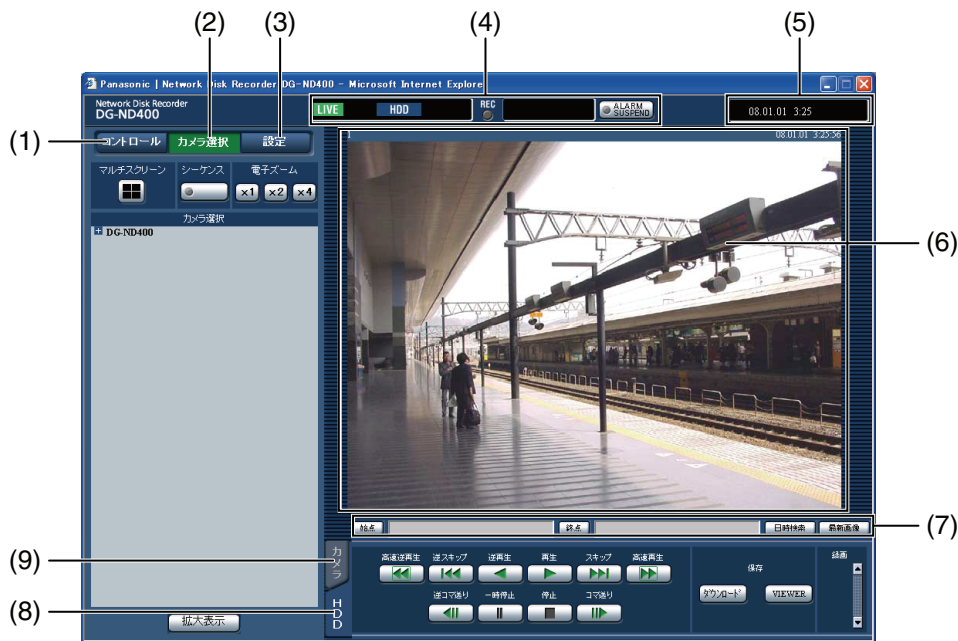 (2) (3) (4) (5)
Panasonic | Network Disk Recorder DG-ND400 - Microsoft Internet Explorer
Network Disk Recorder
DG-ND400
LIVE HDD REC ALARM SUSPEND 08.01.01 3:25
(1) コントロール カメラ選択 設定
1 08.01.01 3:25:56
マルチスクリーン シーケンス 電子ズーム
x1 x2 x4
カメラ選択
DG-ND400
(6)
始点 終点 日時検索 最新画像 (7)
(9) カメラ
高速逆再生 逆スキップ 逆再生 再生 スキップ 高速再生 保存 録画
(8) HDD
逆コマ送り 一時停止 停止 コマ送り ダウンロード VIEWER
拡大表示